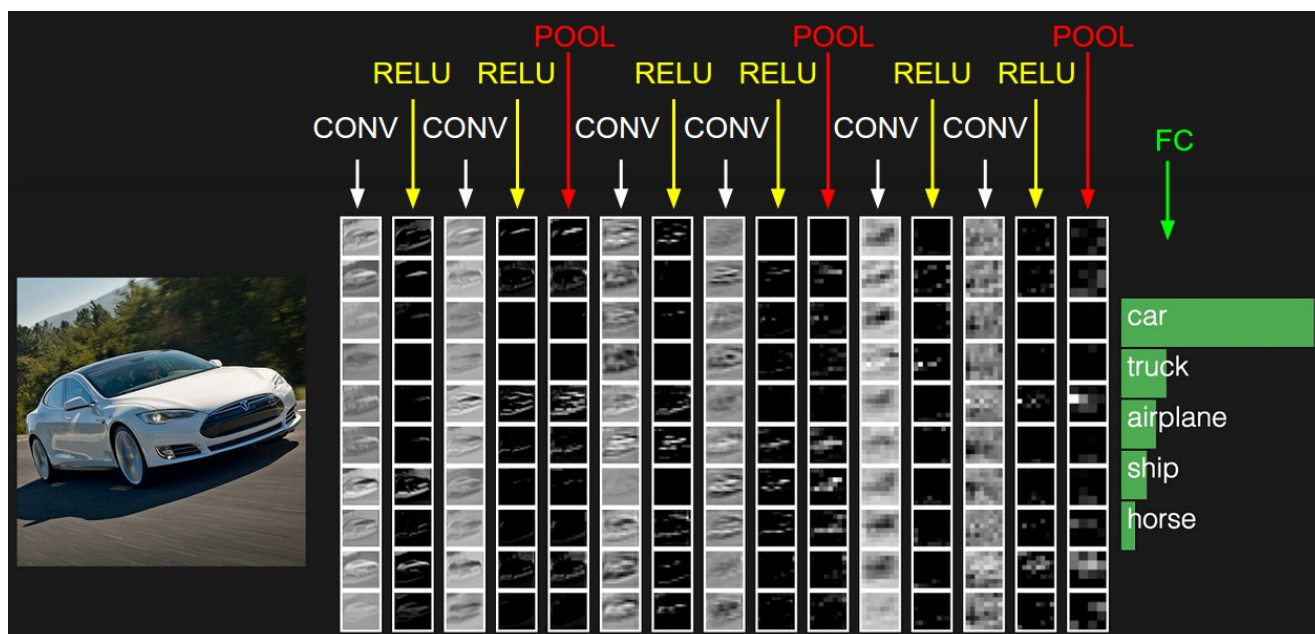 POOL POOL POOL
RELU RELU RELU RELU RELU RELU
CONV CONV CONV CONV CONV CONV
FC
car
truck
airplane
ship
horse